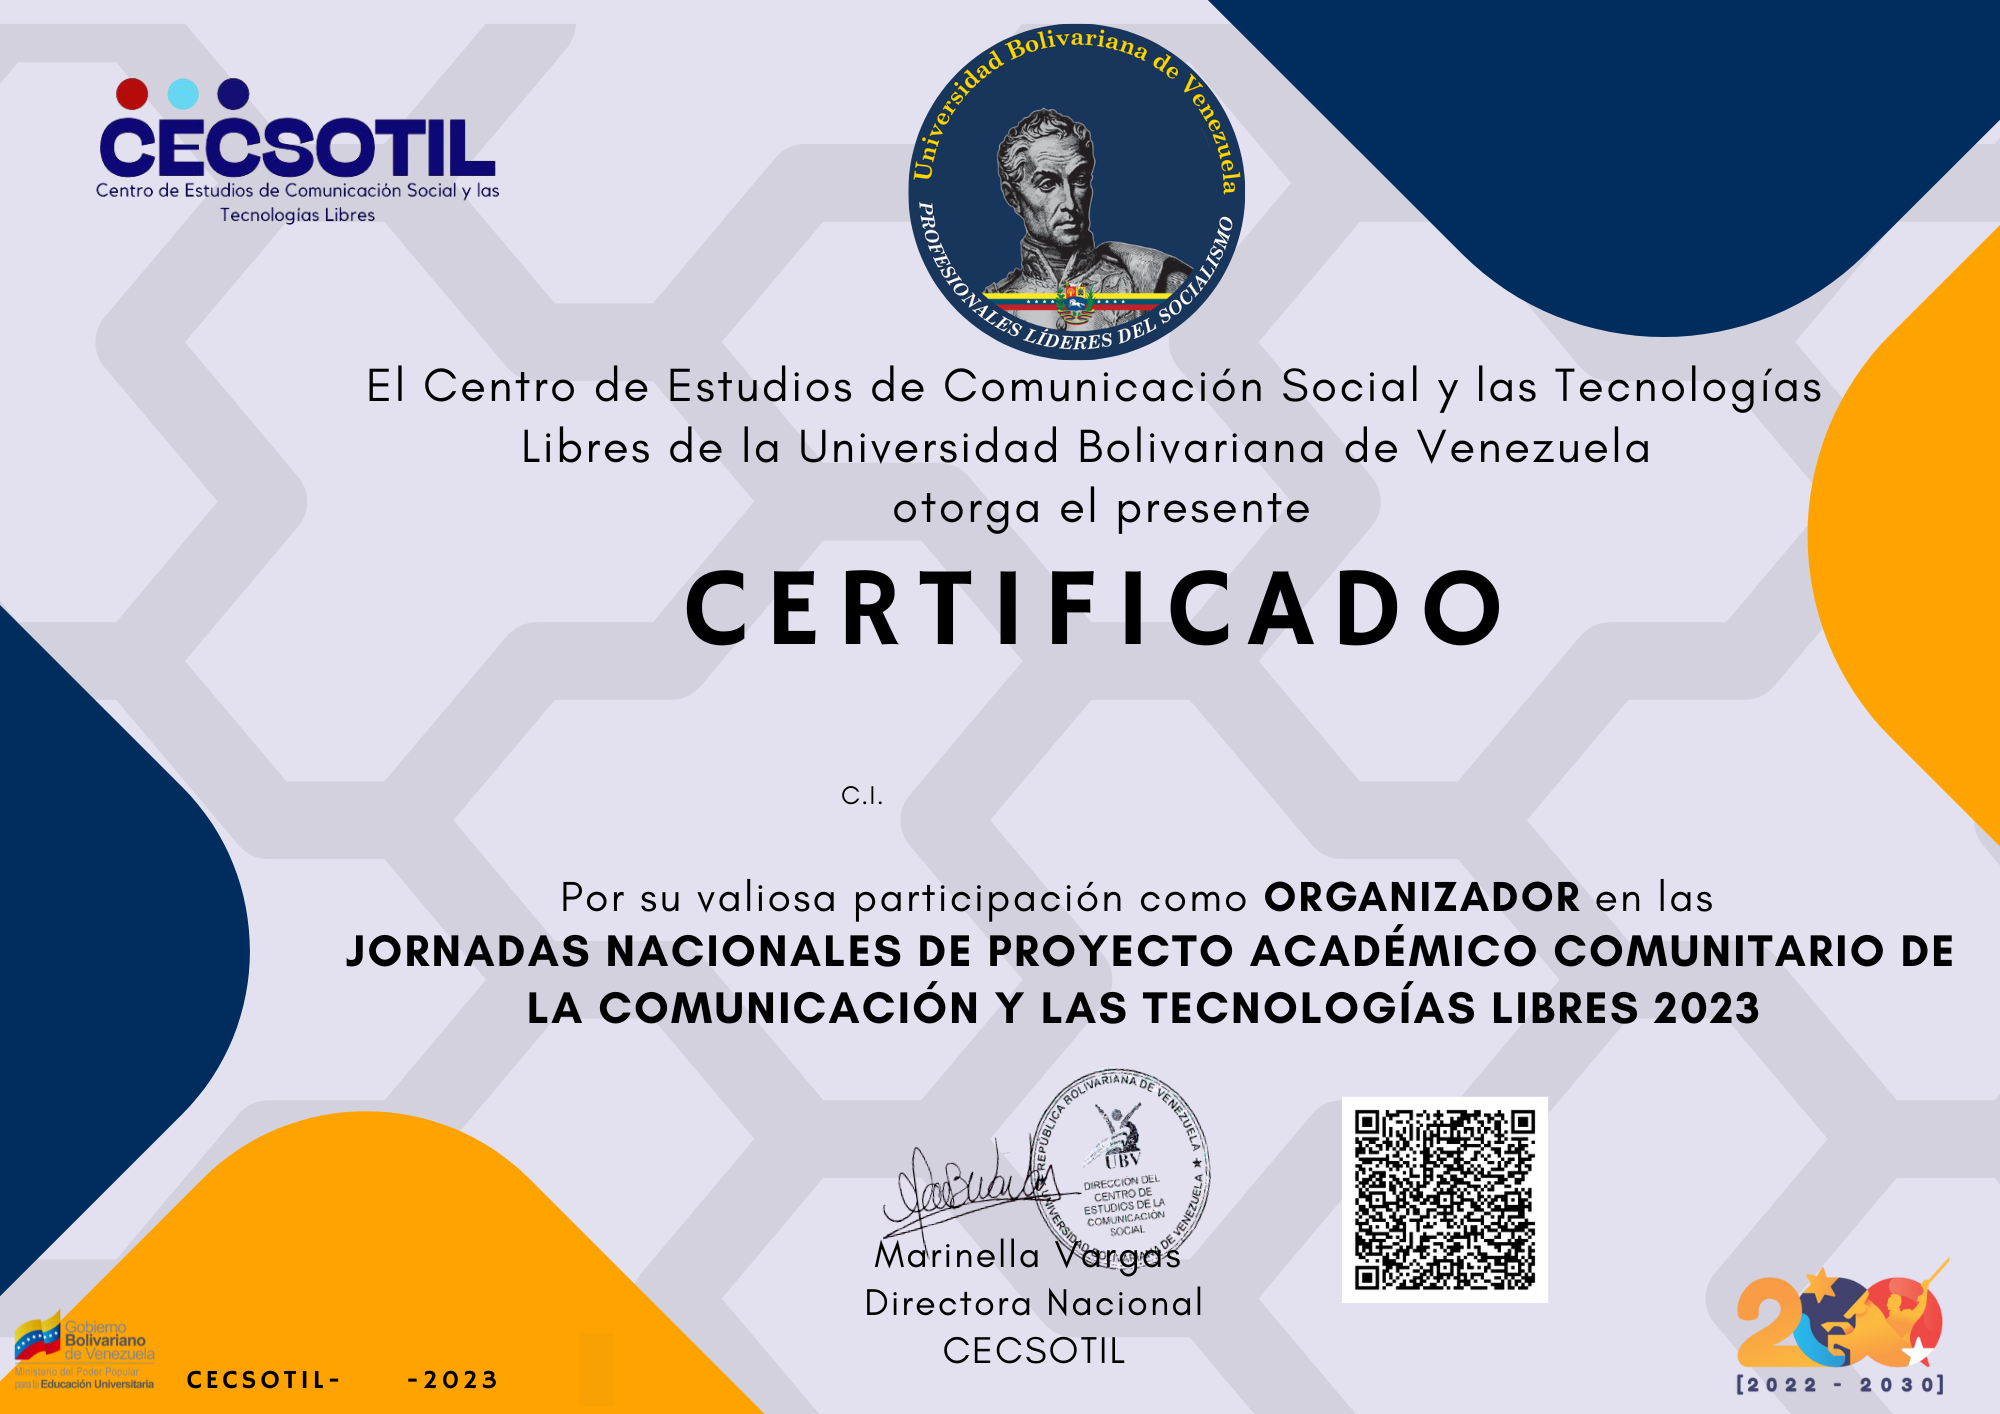 CECSOTIL
Centro de Estudios de Comunicación Social y las
Tecnologías Libres
Universidad Bolivariana de Venezuela
PROFESIONALES LÍDERES DEL SOCIALISMO
El Centro de Estudios de Comunicación Social y las Tecnologías
Libres de la Universidad Bolivariana de Venezuela
otorga el presente
CERTIFICADO
C.I.
Por su valiosa participación como ORGANIZADOR en las
JORNADAS NACIONALES DE PROYECTO ACADÉMICO COMUNITARIO DE
LA COMUNICACIÓN Y LAS TECNOLOGÍAS LIBRES 2023
REPÚBLICA BOLIVARIANA DE VENEZUELA
UBV
DIRECCION DEL
CENTRO DE
ESTUDIOS DE LA
COMUNICACIÓN
SOCIAL
UNIVERSIDAD BOLIVARIANA DE VENEZUELA
Marinella Vargas
Directora Nacional
CECSOTIL
Gobierno
Bolivariano
de Venezuela
Ministerio del Poder Popular
para la Educación Universitaria
CECSOTIL- -2023
200
[2022 - 2030]